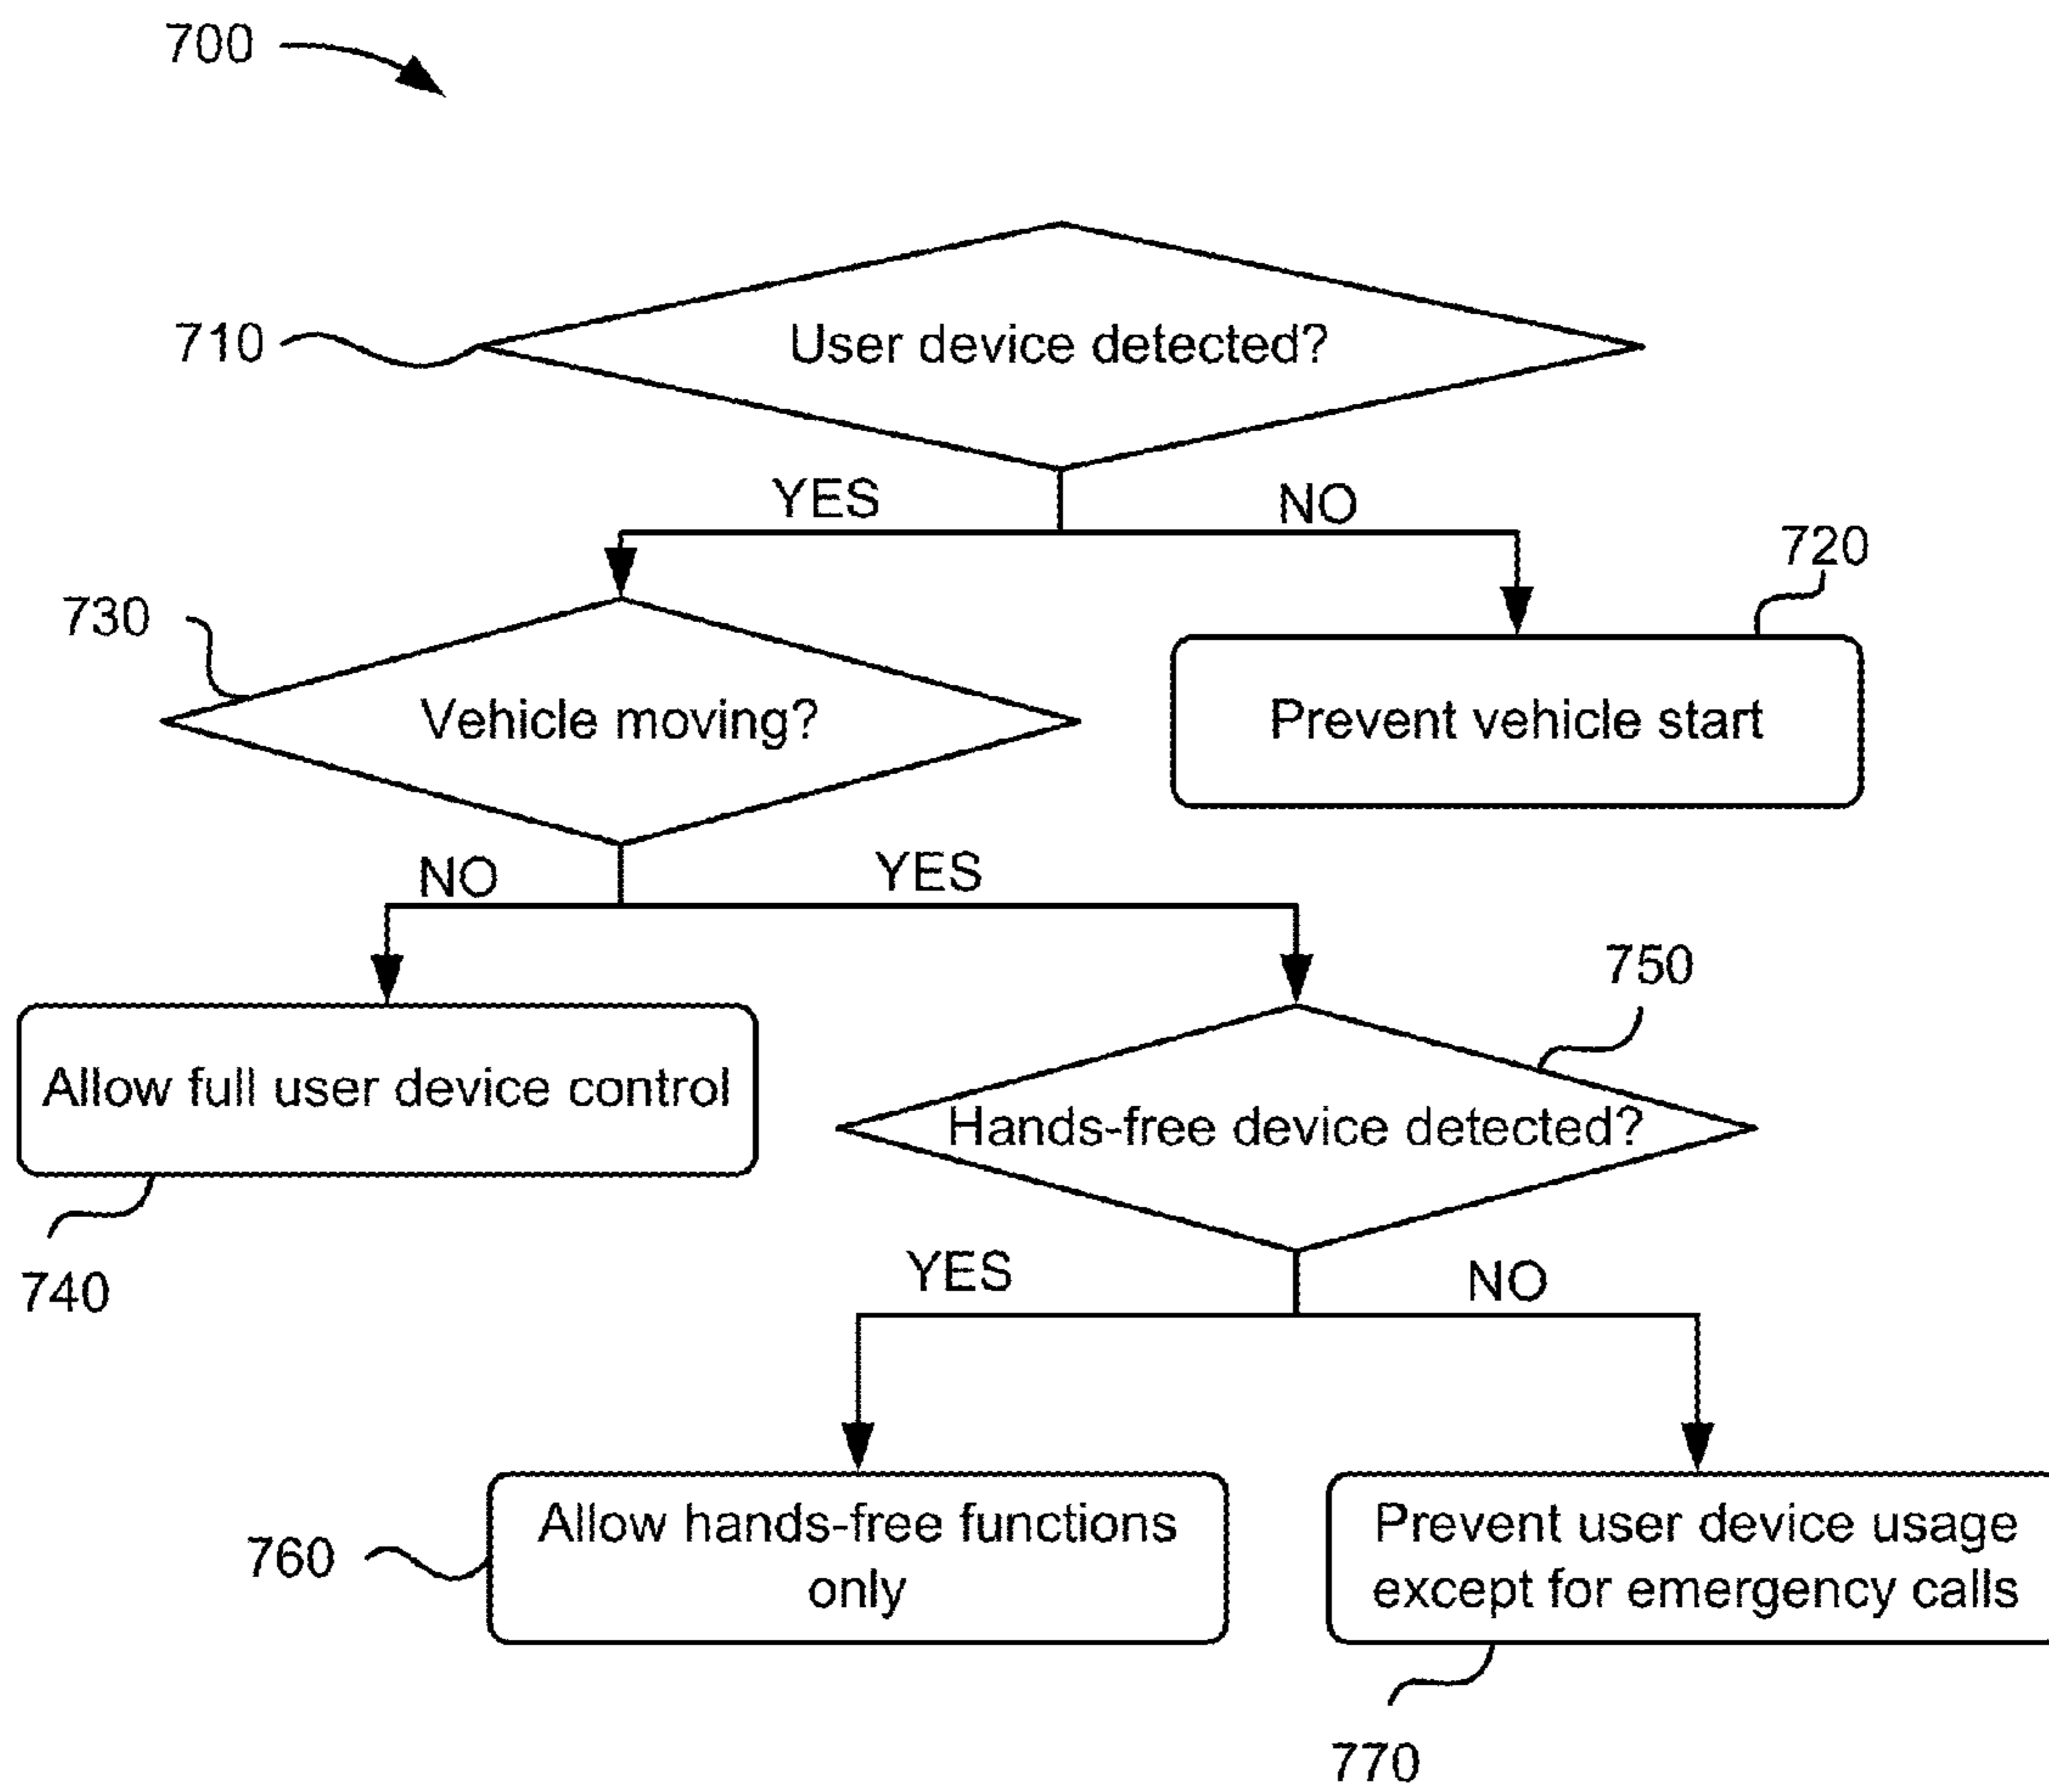 700
710
User device detected?
YES
NO
720
730
Vehicle moving?
Prevent vehicle start
NO
YES
750
Allow full user device control
Hands-free device detected?
740
YES
NO
760
Allow hands-free functions
only
Prevent user device usage
except for emergency calls
770